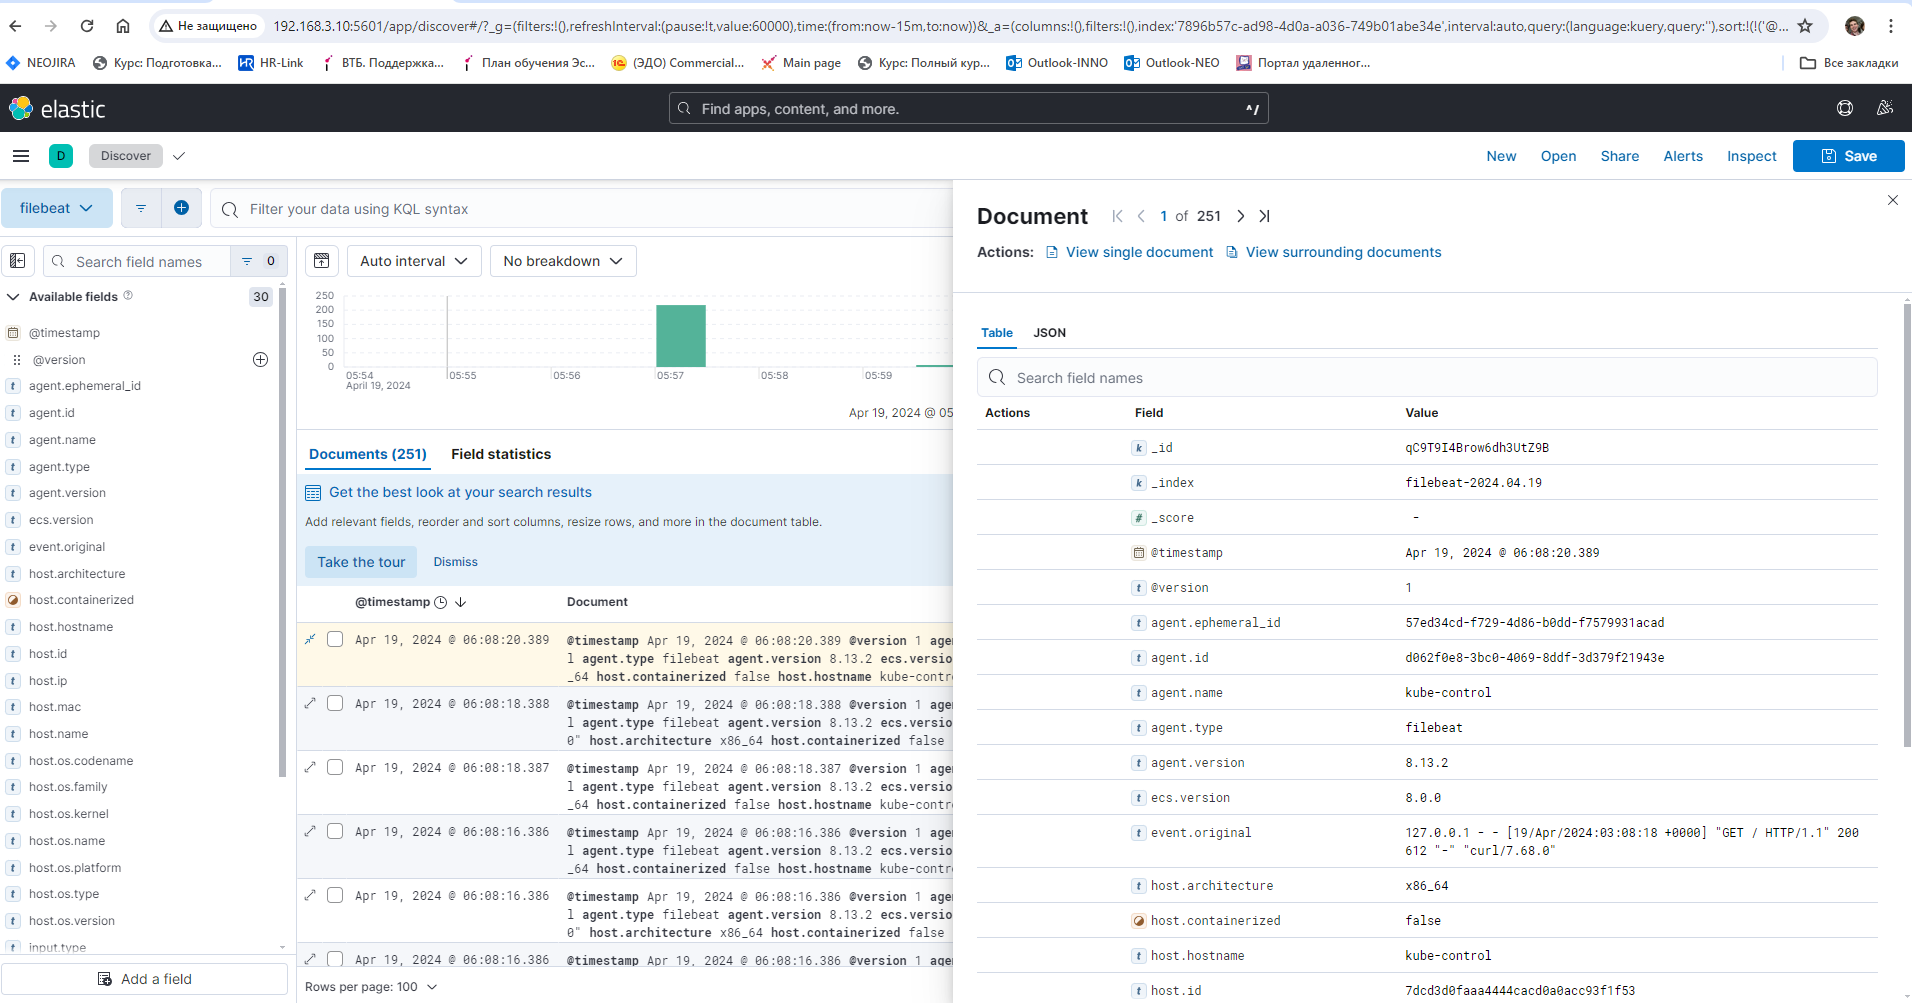 Не защищено
192.168.3.10:5601/app/discover#/?_g=(filters:!(),refreshInterval:(pause:!t,value:60000),time:(from:now-15m,to:now))&_a=(columns:!(),filters:!(),index:'7896b57c-ad98-4d0a-a036-749b01abe34e',interval:auto,query:(language:kuery,query:''),sort:!(!('@...
NEOJIRA
Курс: Подготовка...
HR-Link
ВТБ. Поддержка...
План обучения Эс...
(ЭДО) Commercial...
Main page
Курс: Полный кур...
Outlook-INNO
Outlook-NEO
Портал удаленног...
Все закладки
elastic
Find apps, content, and more.
^/
D
Discover
New
Open
Share
Alerts
Inspect
Save
filebeat
Filter your data using KQL syntax
Search field names
0
Available fields
30
@timestamp
@version
agent.ephemeral_id
agent.id
agent.name
agent.type
agent.version
ecs.version
event.original
host.architecture
host.containerized
host.hostname
host.id
host.ip
host.mac
host.name
host.os.codename
host.os.family
host.os.kernel
host.os.name
host.os.platform
host.os.type
host.os.version
input.type
Add a field
Auto interval
No breakdown
250
200
150
100
50
0
05:54
April 19, 2024
05:55
05:56
05:57
05:58
05:59
Apr 19, 2024 @ 05
Documents (251)
Field statistics
Get the best look at your search results
Add relevant fields, reorder and sort columns, resize rows, and more in the document table.
Take the tour
Dismiss
@timestamp
Document
Apr 19, 2024 @ 06:08:20.389
@timestamp Apr 19, 2024 @ 06:08:20.389 @version 1 agen
l agent.type filebeat agent.version 8.13.2 ecs.versio
_64 host.containerized false host.hostname kube-contr
Apr 19, 2024 @ 06:08:18.388
@timestamp Apr 19, 2024 @ 06:08:18.388 @version 1 agen
l agent.type filebeat agent.version 8.13.2 ecs.versio
0" host.architecture x86_64 host.containerized false
Apr 19, 2024 @ 06:08:18.387
@timestamp Apr 19, 2024 @ 06:08:18.387 @version 1 agen
l agent.type filebeat agent.version 8.13.2 ecs.versio
_64 host.containerized false host.hostname kube-contr
Apr 19, 2024 @ 06:08:16.386
@timestamp Apr 19, 2024 @ 06:08:16.386 @version 1 agen
l agent.type filebeat agent.version 8.13.2 ecs.versio
_64 host.containerized false host.hostname kube-contr
Apr 19, 2024 @ 06:08:16.386
@timestamp Apr 19, 2024 @ 06:08:16.386 @version 1 agen
l agent.type filebeat agent.version 8.13.2 ecs.versio
0" host.architecture x86_64 host.containerized false
Apr 19, 2024 @ 06:08:16.386
@timestamp Apr 19, 2024 @ 06:08:16.386 @version 1 agen
Rows per page: 100
Document
1 of 251
Actions:
View single document
View surrounding documents
Table
JSON
Search field names
Actions Field Value
k _id qC9T9I4Brow6dh3UtZ9B
k _index filebeat-2024.04.19
# _score -
@timestamp Apr 19, 2024 @ 06:08:20.389
t @version 1
t agent.ephemeral_id 57ed34cd-f729-4d86-b0dd-f7579931acad
t agent.id d062f0e8-3bc0-4069-8ddf-3d379f21943e
t agent.name kube-control
t agent.type filebeat
t agent.version 8.13.2
t ecs.version 8.0.0
t event.original 127.0.0.1 - - [19/Apr/2024:03:08:18 +0000] "GET / HTTP/1.1" 200
612 "-" "curl/7.68.0"
t host.architecture x86_64
host.containerized false
t host.hostname kube-control
t host.id 7dcd3d0faaa4444cacd0a0acc93f1f53